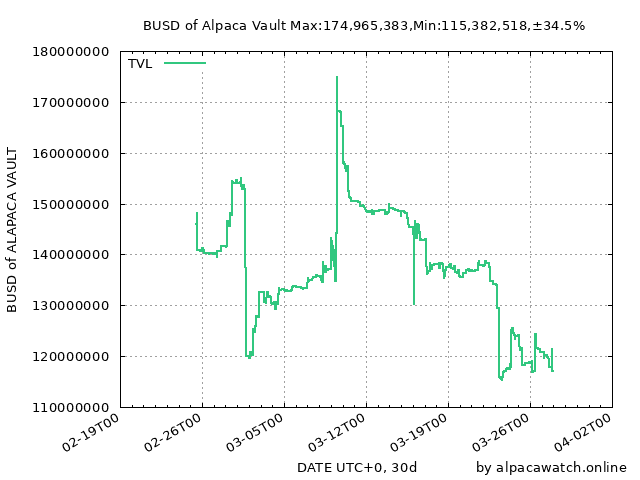 BUSD of Alpaca Vault Max:174,965,383,Min:115,382,518,±34.5%
TVL
180000000
170000000
160000000
150000000
140000000
130000000
120000000
110000000
BUSD of ALAPACA VAULT
02-19T00
02-26T00
03-05T00
03-12T00
03-19T00
03-26T00
04-02T00
DATE UTC+0, 30d
by alpacawatch.online